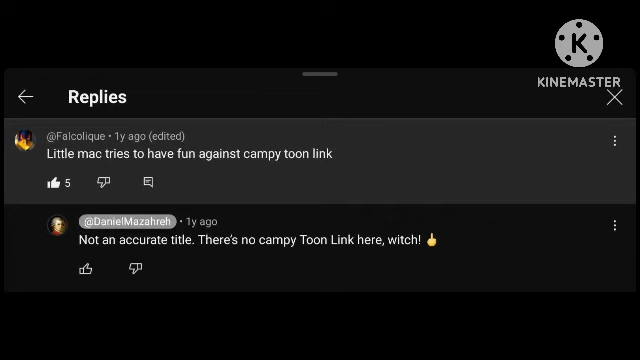 K
KINEMASTER
Replies
@Falcolique • 1y ago (edited)
Little mac tries to have fun against campy toon link
5
@DanielMazahreh • 1y ago
Not an accurate title. There's no campy Toon Link here, witch! 🖕